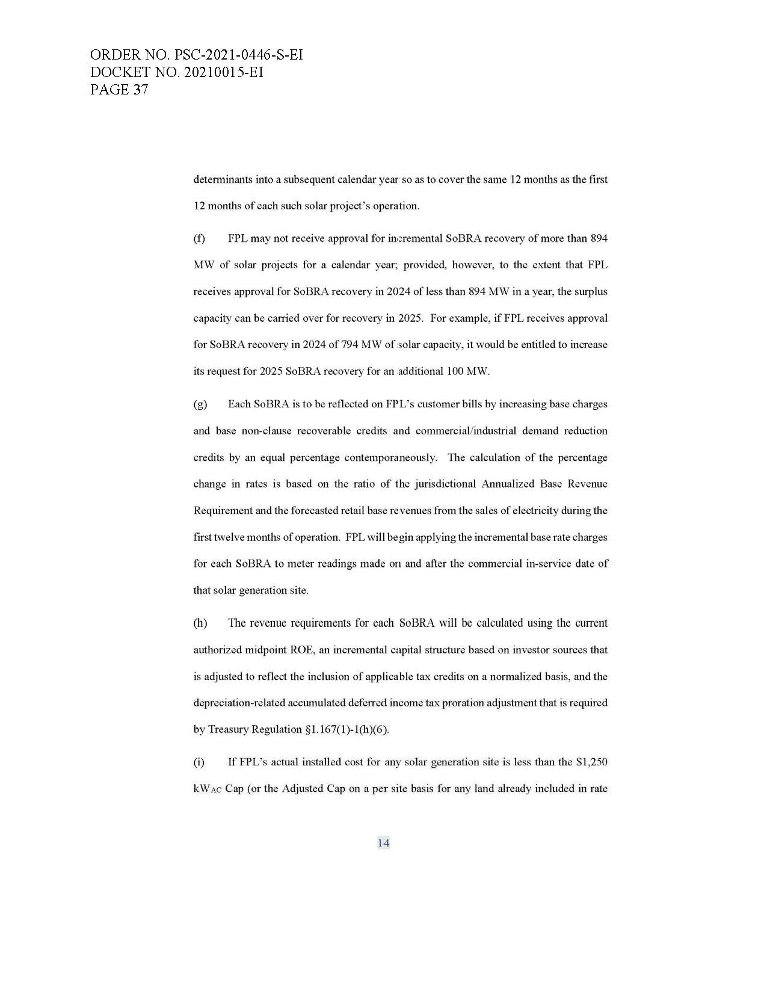 ORDER NO. PSC-2021-0446-S-EI
DOCKET NO. 20210015-EI
PAGE 37
determinants into a subsequent calendar year so as to cover the same 12 months as the first
12 months of each such solar project’s operation.
(f) FPL may not receive approval for incremental SoBRA recovery of more than 894
MW of solar projects for a calendar year; provided, however, to the extent that FPL
receives approval for SoBRA recovery in 2024 of less than 894 MW in a year, the surplus
capacity can be carried over for recovery in 2025. For example, if FPL receives approval
for SoBRA recovery in 2024 of 794 MW of solar capacity, it would be entitled to increase
its request for 2025 SoBRA recovery for an additional 100 MW.
(g) Each SoBRA is to be reflected on FPL’s customer bills by increasing base charges
and base non-clause recoverable credits and commercial/industrial demand reduction
credits by an equal percentage contemporaneously. The calculation of the percentage
change in rates is based on the ratio of the jurisdictional Annualized Base Revenue
Requirement and the forecasted retail base revenues from the sales of electricity during the
first twelve months of operation. FPL will begin applying the incremental base rate charges
for each SoBRA to meter readings made on and after the commercial in-service date of
that solar generation site.
(h) The revenue requirements for each SoBRA will be calculated using the current
authorized midpoint ROE, an incremental capital structure based on investor sources that
is adjusted to reflect the inclusion of applicable tax credits on a normalized basis, and the
depreciation-related accumulated deferred income tax proration adjustment that is required
by Treasury Regulation §1.167(1)-1(h)(6).
(i) If FPL’s actual installed cost for any solar generation site is less than the $1,250
kWAC Cap (or the Adjusted Cap on a per site basis for any land already included in rate
14